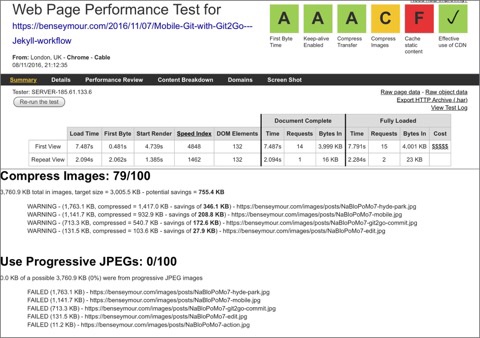 Web Page Performance Test for
https://benseymour.com/2016/11/07/Mobile-Git-with-Git2Go---
Jekyll-workflow
From: London, UK - Chrome - Cable
08/11/2016, 21:12:35
A A A C F ✓
First Byte Time
Keep-alive Enabled
Compress Transfer
Compress Images
Cache static content
Effective use of CDN
Summary Details Performance Review Content Breakdown Domains Screen Shot
Tester: SERVER-185.61.133.6
Re-run the test
Raw page data - Raw object data
Export HTTP Archive (.har)
View Test Log
Document Complete Fully Loaded
Load Time First Byte Start Render Speed Index DOM Elements Time Requests Bytes In Time Requests Bytes In Cost
First View 7.487s 0.481s 4.739s 4848 132 7.487s 14 3,999 KB 7.791s 15 4,001 KB $$$$$
Repeat View 2.094s 2.062s 1.385s 1462 132 2.094s 1 16 KB 2.284s 2 23 KB
Compress Images: 79/100
3,760.9 KB total in images, target size = 3,005.5 KB - potential savings = 755.4 KB
WARNING - (1,763.1 KB, compressed = 1,417.0 KB - savings of 346.1 KB) - https://benseymour.com/images/posts/NaBloPoMo7-hyde-park.jpg
WARNING - (1,141.7 KB, compressed = 932.9 KB - savings of 208.8 KB) - https://benseymour.com/images/posts/NaBloPoMo7-mobile.jpg
WARNING - (713.3 KB, compressed = 540.7 KB - savings of 172.6 KB) - https://benseymour.com/images/posts/NaBloPoMo7-git2go-commit.jpg
WARNING - (131.5 KB, compressed = 103.6 KB - savings of 27.9 KB) - https://benseymour.com/images/posts/NaBloPoMo7-edit.jpg
Use Progressive JPEGs: 0/100
0.0 KB of a possible 3,760.9 KB (0%) were from progressive JPEG images
FAILED (1,763.1 KB) - https://benseymour.com/images/posts/NaBloPoMo7-hyde-park.jpg
FAILED (1,141.7 KB) - https://benseymour.com/images/posts/NaBloPoMo7-mobile.jpg
FAILED (713.3 KB) - https://benseymour.com/images/posts/NaBloPoMo7-git2go-commit.jpg
FAILED (131.5 KB) - https://benseymour.com/images/posts/NaBloPoMo7-edit.jpg
FAILED (11.2 KB) - https://benseymour.com/images/posts/NaBloPoMo7-action.jpg